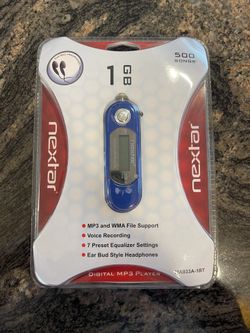 500
SONGS
1 GB
nextar
nextar
• MP3 and WMA File Support
• Voice Recording
• 7 Preset Equalizer Settings
• Ear Bud Style Headphones
DIGITAL MP3 PLAYER